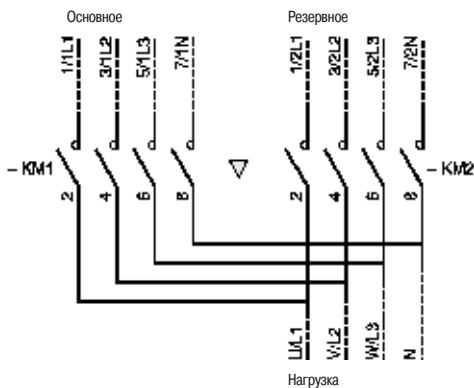 Основное Резервное
1/1L1 3/1L2 5/1L3 7/1N 1/2L1 3/2L2 5/2L3 7/2N
– KM1 – KM2
2 4 6 8 2 4 6 8
U/L1 V/L2 W/L3 N
Нагрузка